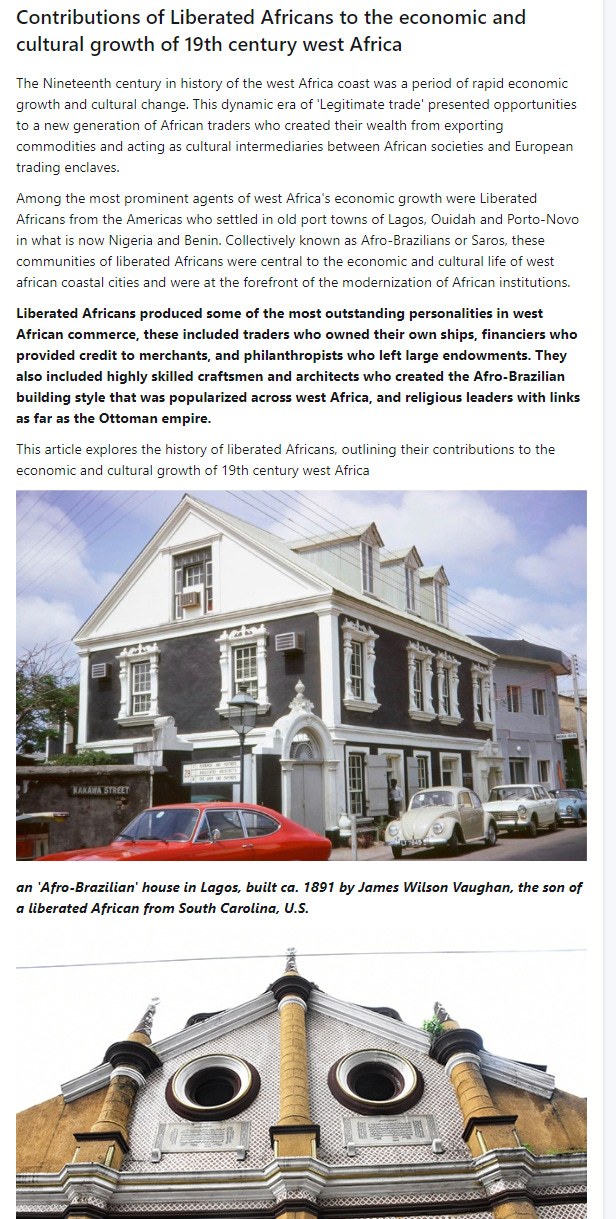 Contributions of Liberated Africans to the economic and
cultural growth of 19th century west Africa
The Nineteenth century in history of the west Africa coast was a period of rapid economic
growth and cultural change. This dynamic era of 'Legitimate trade' presented opportunities
to a new generation of African traders who created their wealth from exporting
commodities and acting as cultural intermediaries between African societies and European
trading enclaves.
Among the most prominent agents of west Africa's economic growth were Liberated
Africans from the Americas who settled in old port towns of Lagos, Ouidah and Porto-Novo
in what is now Nigeria and Benin. Collectively known as Afro-Brazilians or Saros, these
communities of liberated Africans were central to the economic and cultural life of west
african coastal cities and were at the forefront of the modernization of African institutions.
Liberated Africans produced some of the most outstanding personalities in west
African commerce, these included traders who owned their own ships, financiers who
provided credit to merchants, and philanthropists who left large endowments. They
also included highly skilled craftsmen and architects who created the Afro-Brazilian
building style that was popularized across west Africa, and religious leaders with links
as far as the Ottoman empire.
This article explores the history of liberated Africans, outlining their contributions to the
economic and cultural growth of 19th century west Africa
29
KAKAWA STREET
an 'Afro-Brazilian' house in Lagos, built ca. 1891 by James Wilson Vaughan, the son of
a liberated African from South Carolina, U.S.